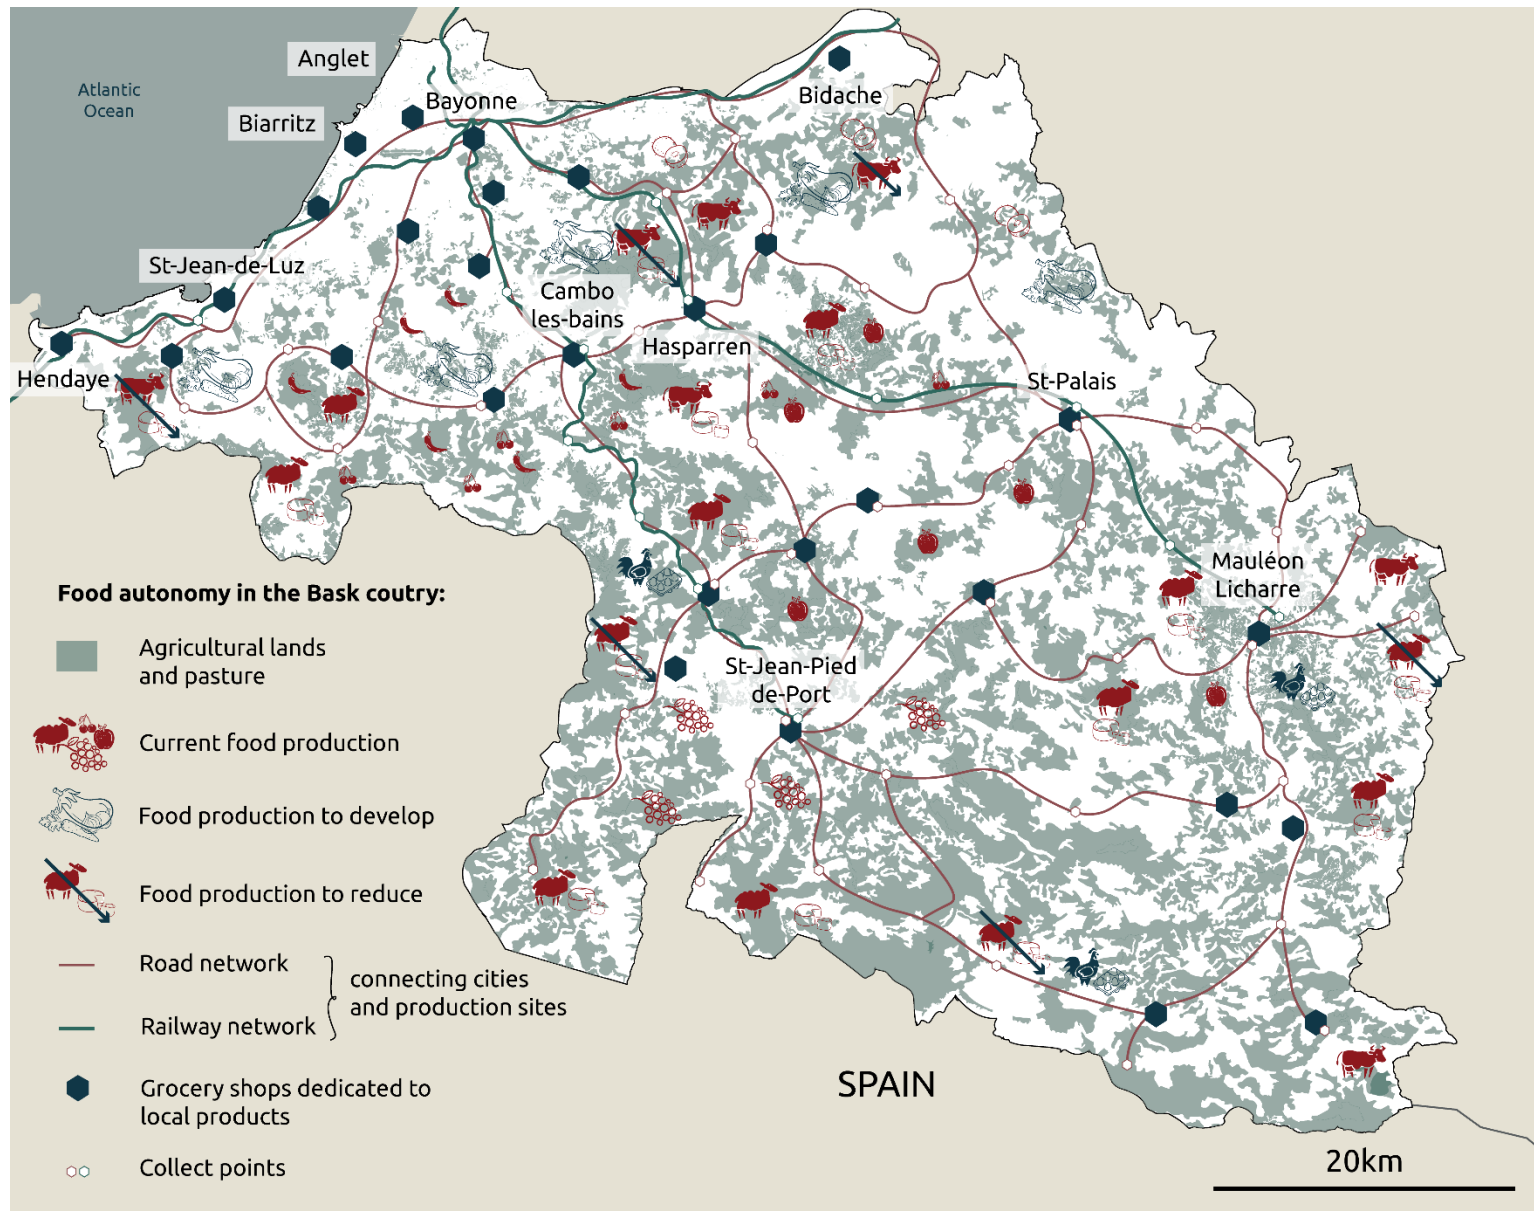 Anglet
Atlantic
Ocean
Biarritz
Bayonne
Bidache
St-Jean-de-Luz
Cambo
les-bains
Hasparren
Hendaye
St-Palais
Mauléon
Licharre
St-Jean-Pied
de-Port
Food autonomy in the Bask coutry:
Agricultural lands
and pasture
Current food production
Food production to develop
Food production to reduce
Road network
Railway network
connecting cities
and production sites
Grocery shops dedicated to
local products
Collect points
SPAIN
20km